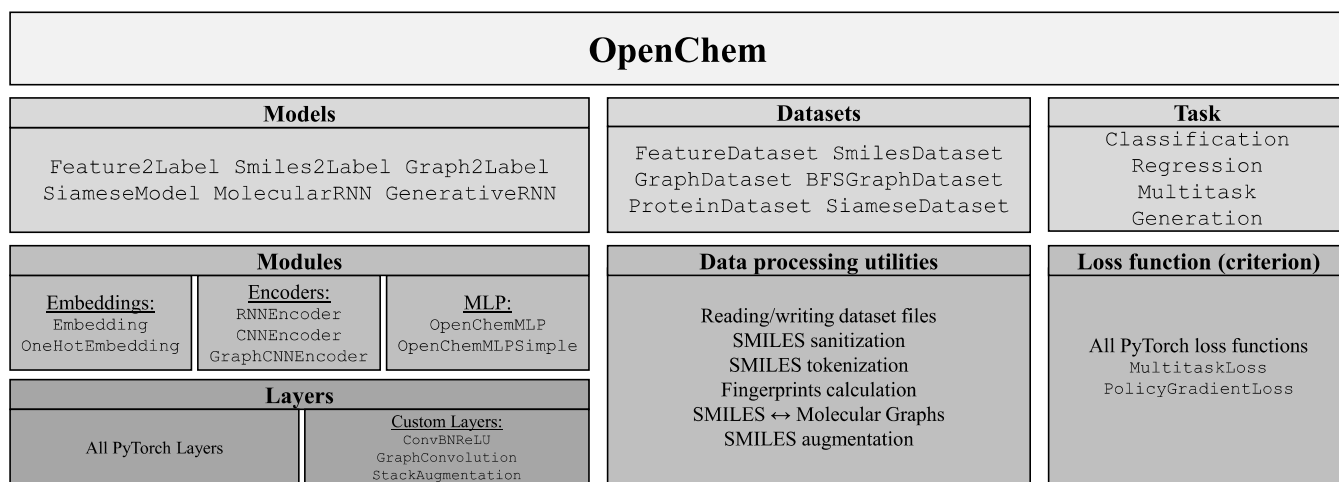 OpenChem
Models
Feature2Label Smiles2Label Graph2Label
SiameseModel MolecularRNN GenerativeRNN
Datasets
FeatureDataset SmilesDataset
GraphDataset BFSGraphDataset
ProteinDataset SiameseDataset
Task
Classification
Regression
Multitask
Generation
Modules
Embeddings:
Embedding
OneHotEmbedding
Encoders:
RNNEncoder
CNNEncoder
GraphCNNEncoder
MLP:
OpenChemMLP
OpenChemMLPSimple
Layers
All PyTorch Layers
Custom Layers:
ConvBNReLU
GraphConvolution
StackAugmentation
Data processing utilities
Reading/writing dataset files
SMILES sanitization
SMILES tokenization
Fingerprints calculation
SMILES ↔ Molecular Graphs
SMILES augmentation
Loss function (criterion)
All PyTorch loss functions
MultitaskLoss
PolicyGradientLoss